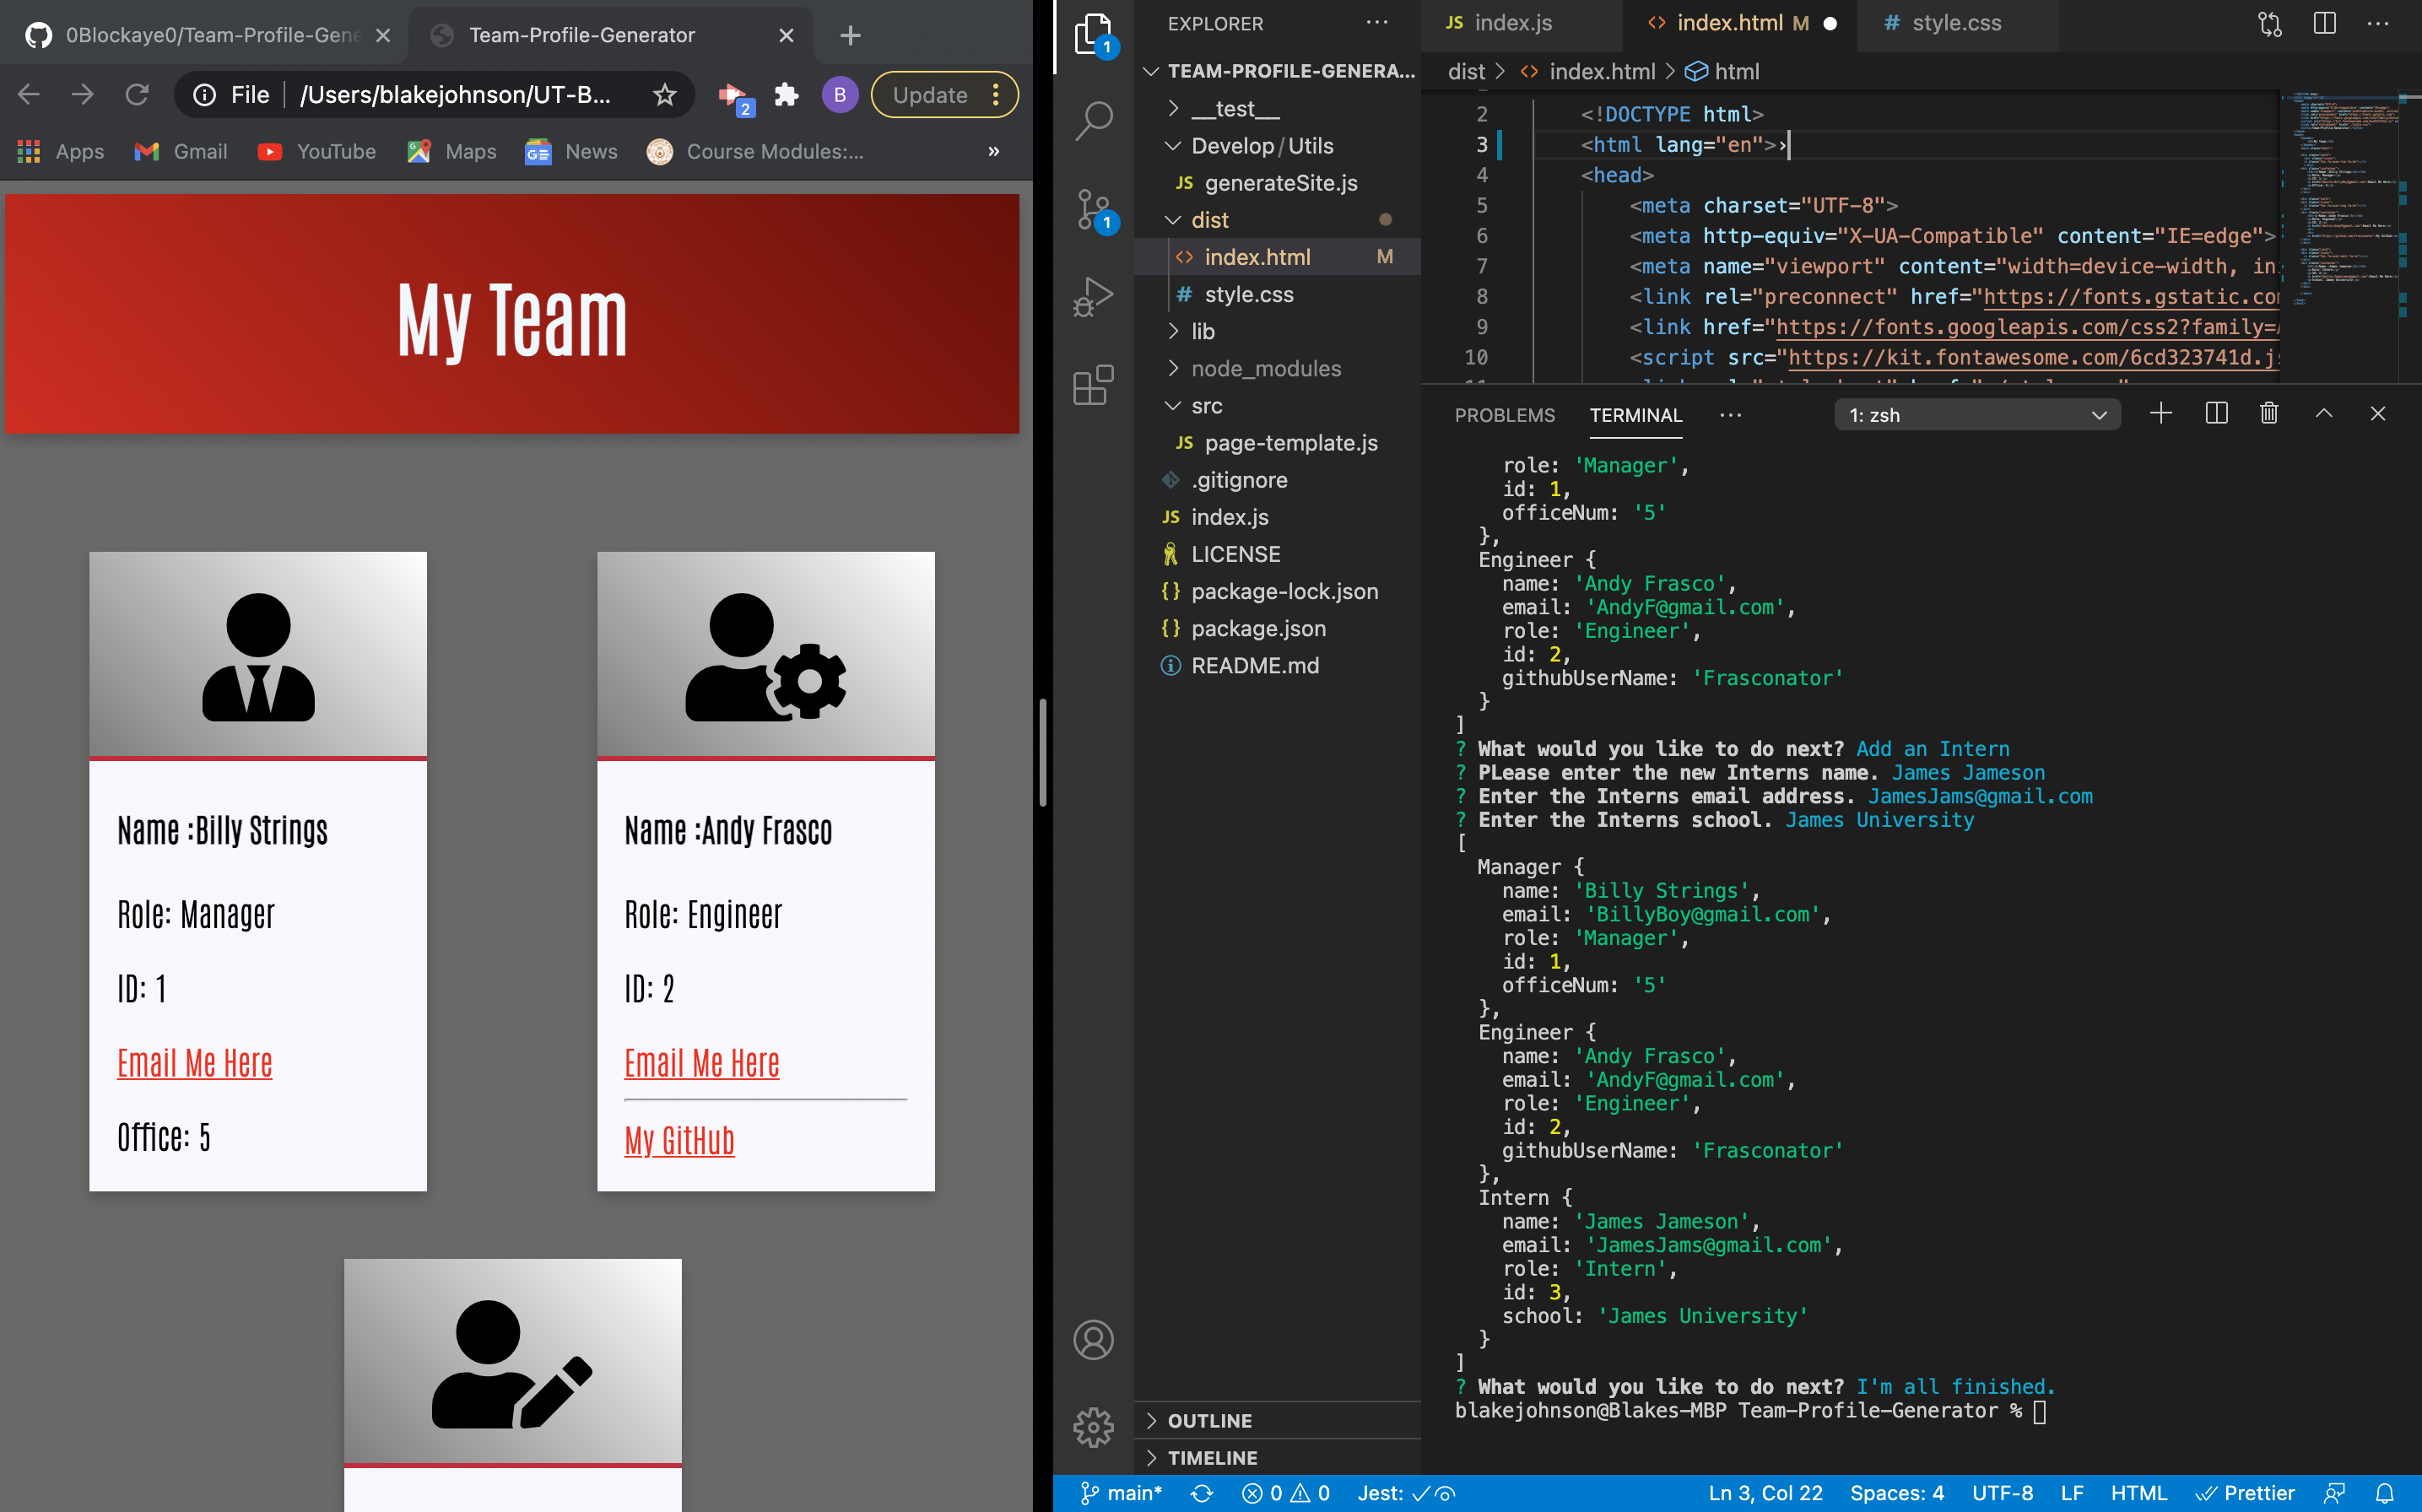 0Blockaye0/Team-Profile-Gene
Team-Profile-Generator
File
/Users/blakejohnson/UT-B...
B
Update
2
Apps
Gmail
YouTube
Maps
News
Course Modules:...
»
My Team
Name :Billy Strings
Role: Manager
ID: 1
Email Me Here
Office: 5
Name :Andy Frasco
Role: Engineer
ID: 2
Email Me Here
My GitHub
1
1
EXPLORER
TEAM-PROFILE-GENERA...
__test__
Develop/Utils
JS generateSite.js
dist
<> index.html M
# style.css
lib
node_modules
src
JS page-template.js
.gitignore
JS index.js
LICENSE
{} package-lock.json
{} package.json
README.md
OUTLINE
TIMELINE
JS index.js
<> index.html M
# style.css
dist > <> index.html > html
2 <!DOCTYPE html>
3 <html lang="en">›
4 <head>
5 <meta charset="UTF-8">
6 <meta http-equiv="X-UA-Compatible" content="IE=edge">
7 <meta name="viewport" content="width=device-width, ini
8 <link rel="preconnect" href="https://fonts.gstatic.com
9 <link href="https://fonts.googleapis.com/css2?family=A
10 <script src="https://kit.fontawesome.com/6cd323741d.js
PROBLEMS
TERMINAL
1: zsh
role: 'Manager',
id: 1,
officeNum: '5'
},
Engineer {
name: 'Andy Frasco',
email: 'AndyF@gmail.com',
role: 'Engineer',
id: 2,
githubUserName: 'Frasconator'
}
]
? What would you like to do next? Add an Intern
? PLease enter the new Interns name. James Jameson
? Enter the Interns email address. JamesJams@gmail.com
? Enter the Interns school. James University
[
Manager {
name: 'Billy Strings',
email: 'BillyBoy@gmail.com',
role: 'Manager',
id: 1,
officeNum: '5'
},
Engineer {
name: 'Andy Frasco',
email: 'AndyF@gmail.com',
role: 'Engineer',
id: 2,
githubUserName: 'Frasconator'
},
Intern {
name: 'James Jameson',
email: 'JamesJams@gmail.com',
role: 'Intern',
id: 3,
school: 'James University'
}
]
? What would you like to do next? I'm all finished.
blakejohnson@Blakes-MBP Team-Profile-Generator %
main*
0
0
Jest:
Ln 3, Col 22
Spaces: 4
UTF-8
LF
HTML
Prettier